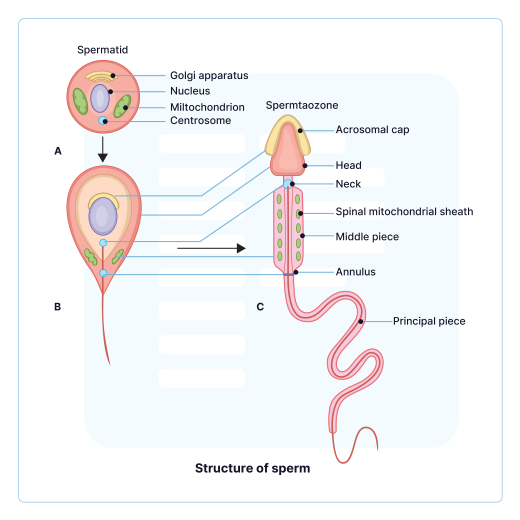 Spermatid
Golgi apparatus
Nucleus
Miltochondrion
Centrosome
A
Spermtaozone
Acrosomal cap
Head
Neck
Spinal mitochondrial sheath
Middle piece
Annulus
B
C
Principal piece
Structure of sperm